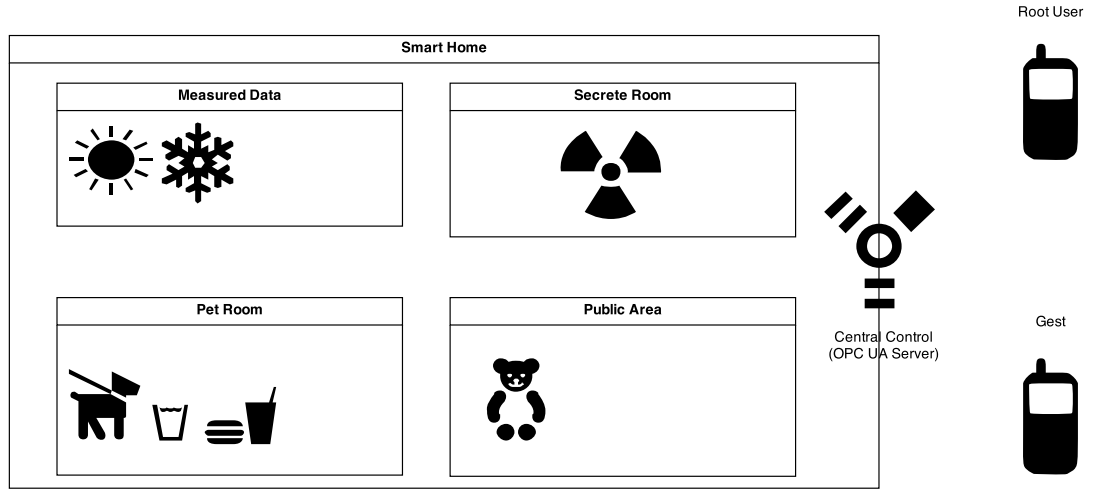 Root User
Smart Home
Measured Data
Secrete Room
Pet Room
Public Area
Central Control
(OPC UA Server)
Gest